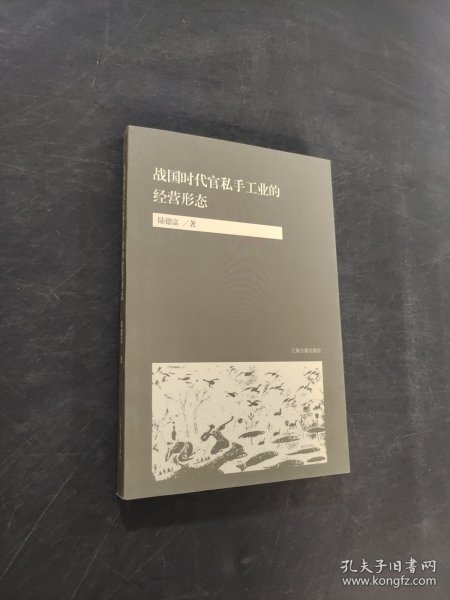 战国时代官私手工业的
经营形态
陆德富 / 著
上海古籍出版社
孔夫子旧书网
www.kongfz.com